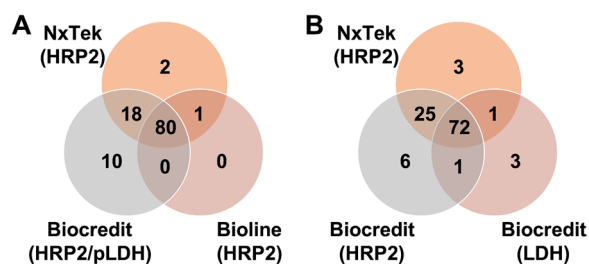 A
NxTek
(HRP2)
2
18
80
1
10
0
0
Biocredit
(HRP2/pLDH)
Bioline
(HRP2)
B
NxTek
(HRP2)
3
25
72
1
6
1
3
Biocredit
(HRP2)
Biocredit
(LDH)